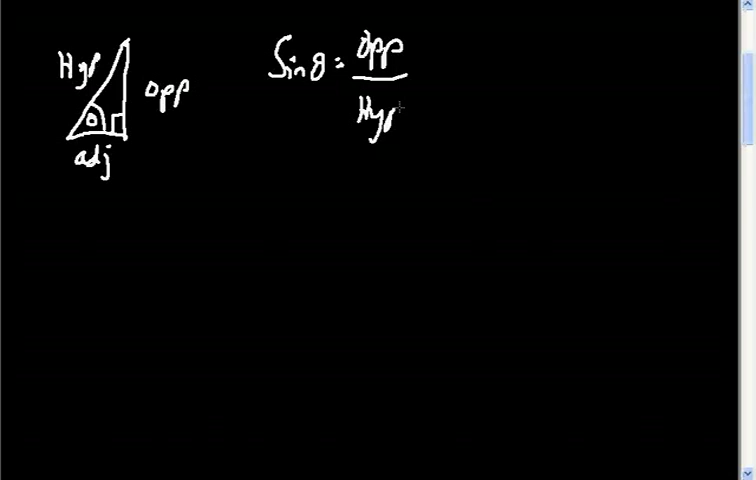 Hyp
θ
Opp
adj
Sin θ = Opp
Hyp